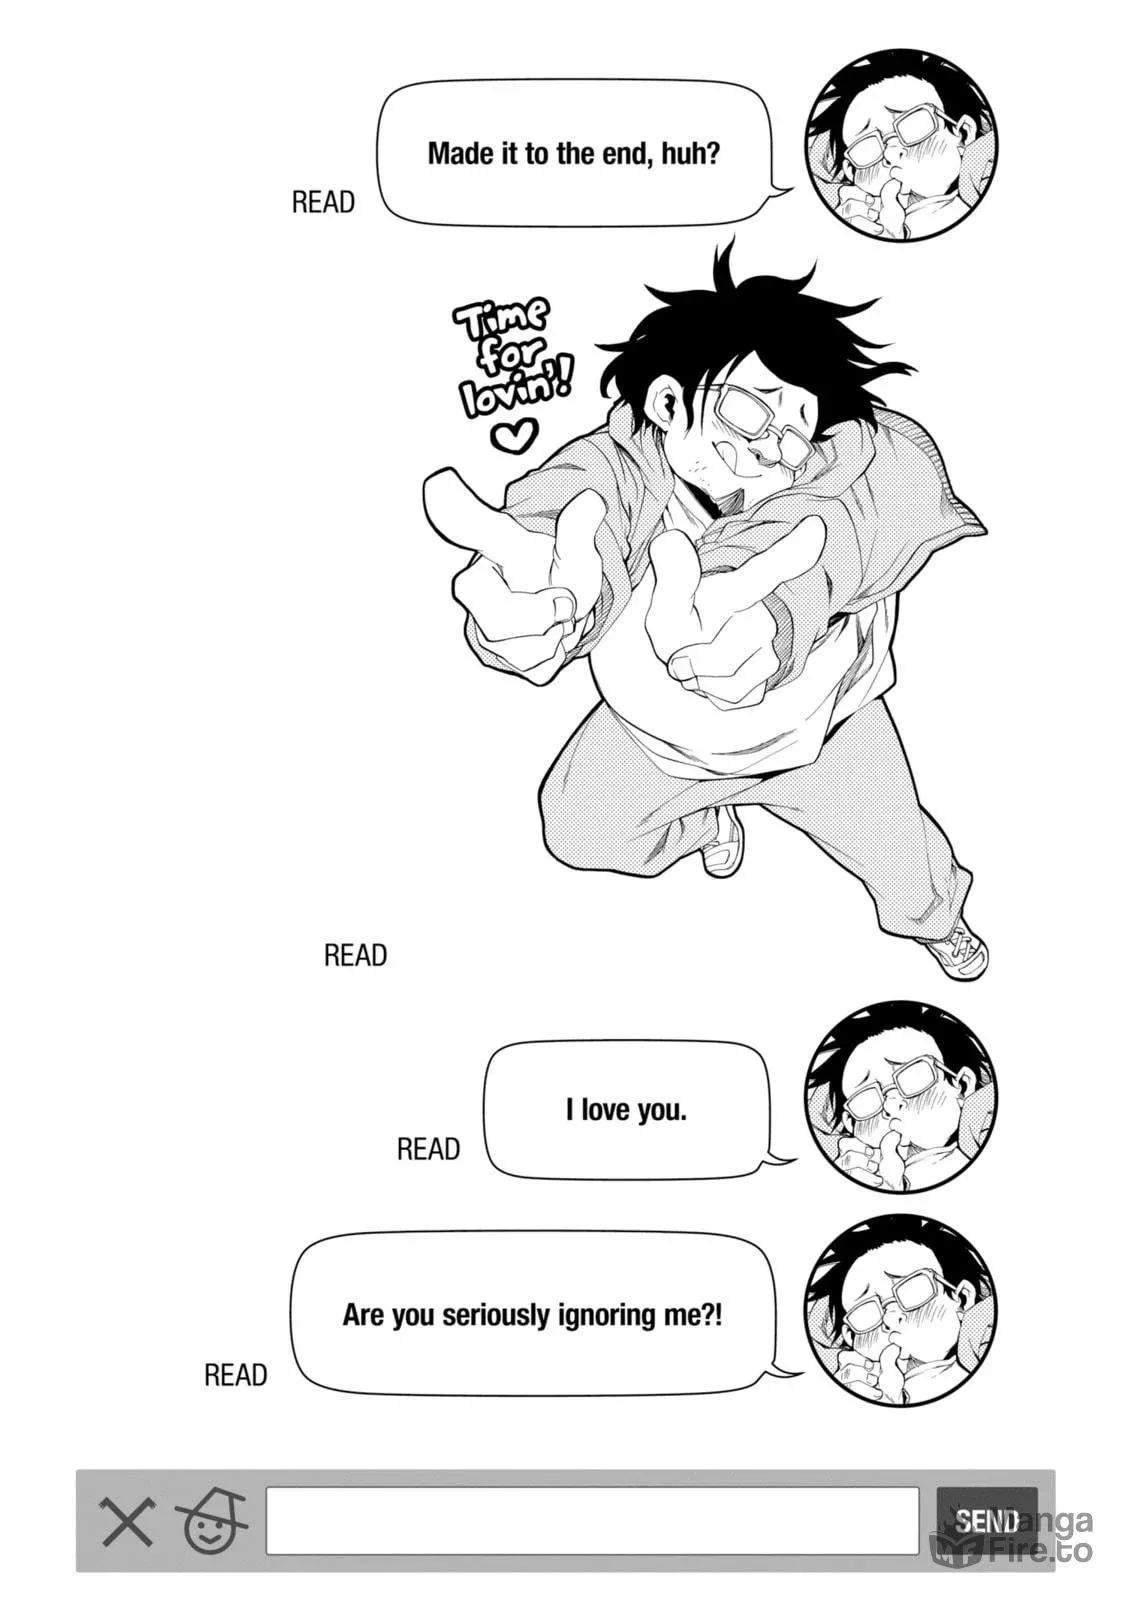 Made it to the end, huh?
READ
Time
for
lovin'!
READ
I love you.
READ
Are you seriously ignoring me?!
READ
SEND
Manga
MF Fire.to